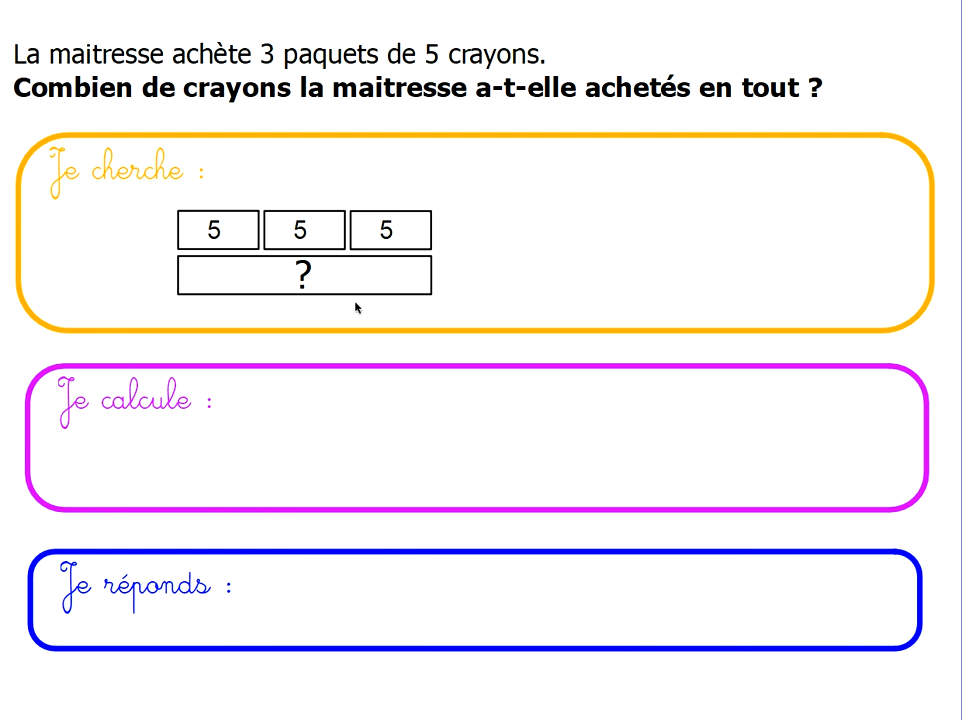 La maitresse achète 3 paquets de 5 crayons.
Combien de crayons la maitresse a-t-elle achetés en tout ?
Je cherche :
5 5 5
?
Je calcule :
Je réponds :